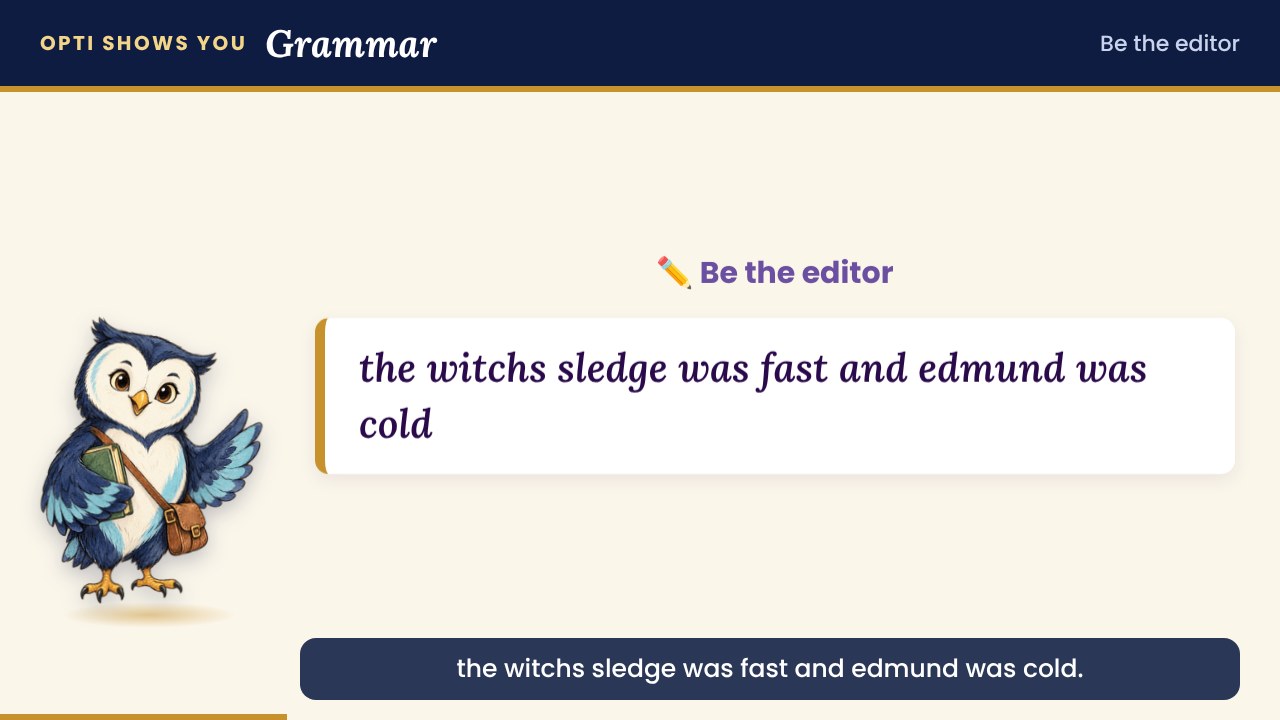 OPTI SHOWS YOU Grammar
Be the editor
✏️ Be the editor
the witchs sledge was fast and edmund was
cold
the witchs sledge was fast and edmund was cold.